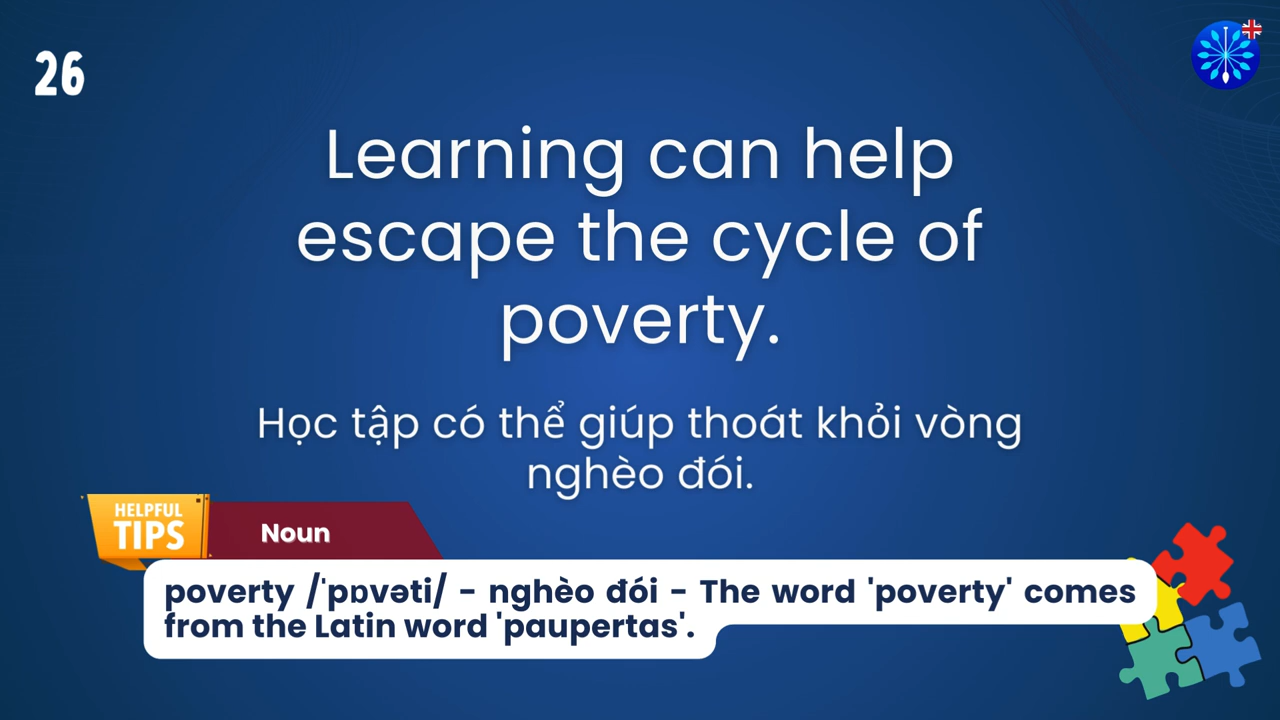 26
Learning can help
escape the cycle of
poverty.
Học tập có thể giúp thoát khỏi vòng
nghèo đói.
HELPFUL
TIPS
Noun
poverty /ˈpɒvəti/ - nghèo đói - The word 'poverty' comes
from the Latin word 'paupertas'.